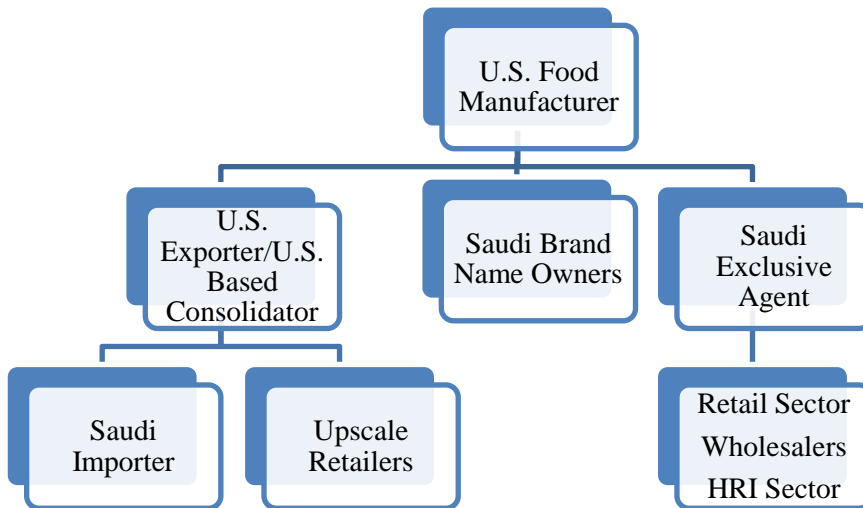 U.S. Food
Manufacturer
U.S.
Exporter/U.S.
Based
Consolidator
Saudi Brand
Name Owners
Saudi
Exclusive
Agent
Saudi
Importer
Upscale
Retailers
Retail Sector
Wholesalers
HRI Sector